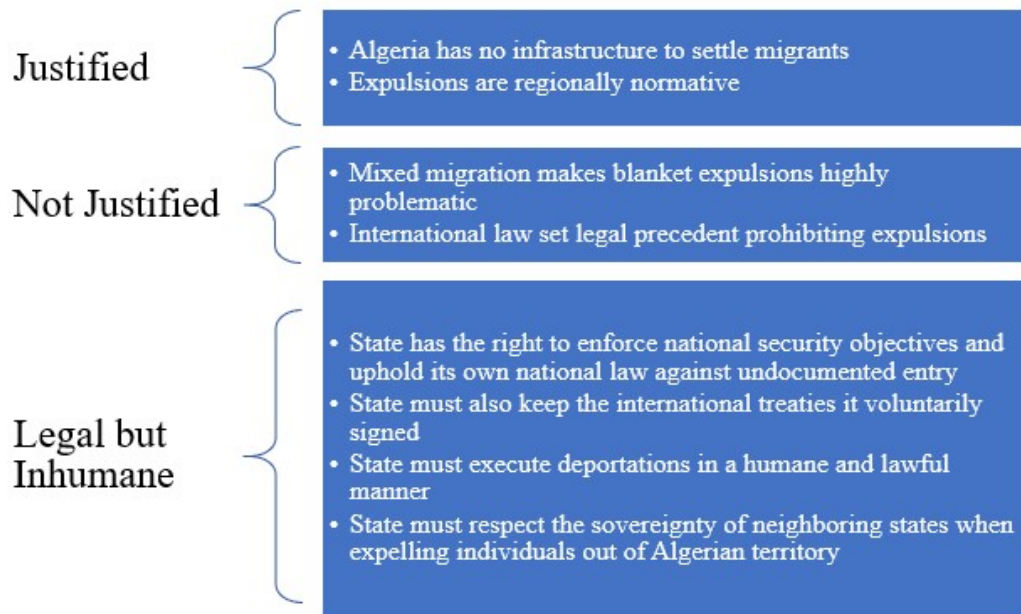 Justified
• Algeria has no infrastructure to settle migrants
• Expulsions are regionally normative
Not Justified
• Mixed migration makes blanket expulsions highly
problematic
• International law set legal precedent prohibiting expulsions
Legal but
Inhumane
• State has the right to enforce national security objectives and
uphold its own national law against undocumented entry
• State must also keep the international treaties it voluntarily
signed
• State must execute deportations in a humane and lawful
manner
• State must respect the sovereignty of neighboring states when
expelling individuals out of Algerian territory